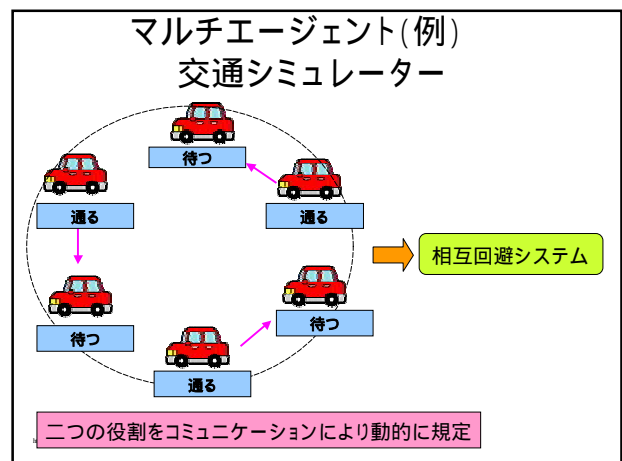 マルチエージェント(例)
交通シミュレーター
待つ
通る
通る
相互回避システム
待つ
待つ
通る
二つの役割をコミュニケーションにより動的に規定